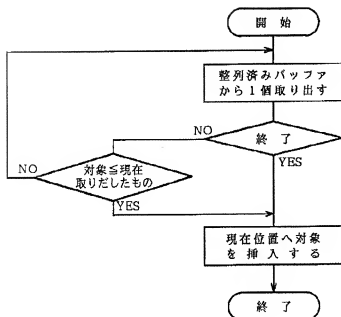 開始
整列済みバッファ
から1個取り出す
NO
終了
YES
対象≦現在
取りだしたもの
NO
YES
現在位置へ対象
を挿入する
終了